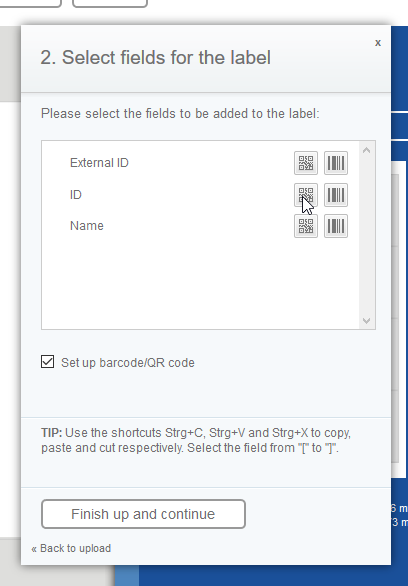 x
2. Select fields for the label
Please select the fields to be added to the label:
External ID
ID
Name
Set up barcode/QR code
TIP: Use the shortcuts Strg+C, Strg+V and Strg+X to copy,
paste and cut respectively. Select the field from "[" to "]".
6 m
Finish up and continue
3 m
« Back to upload